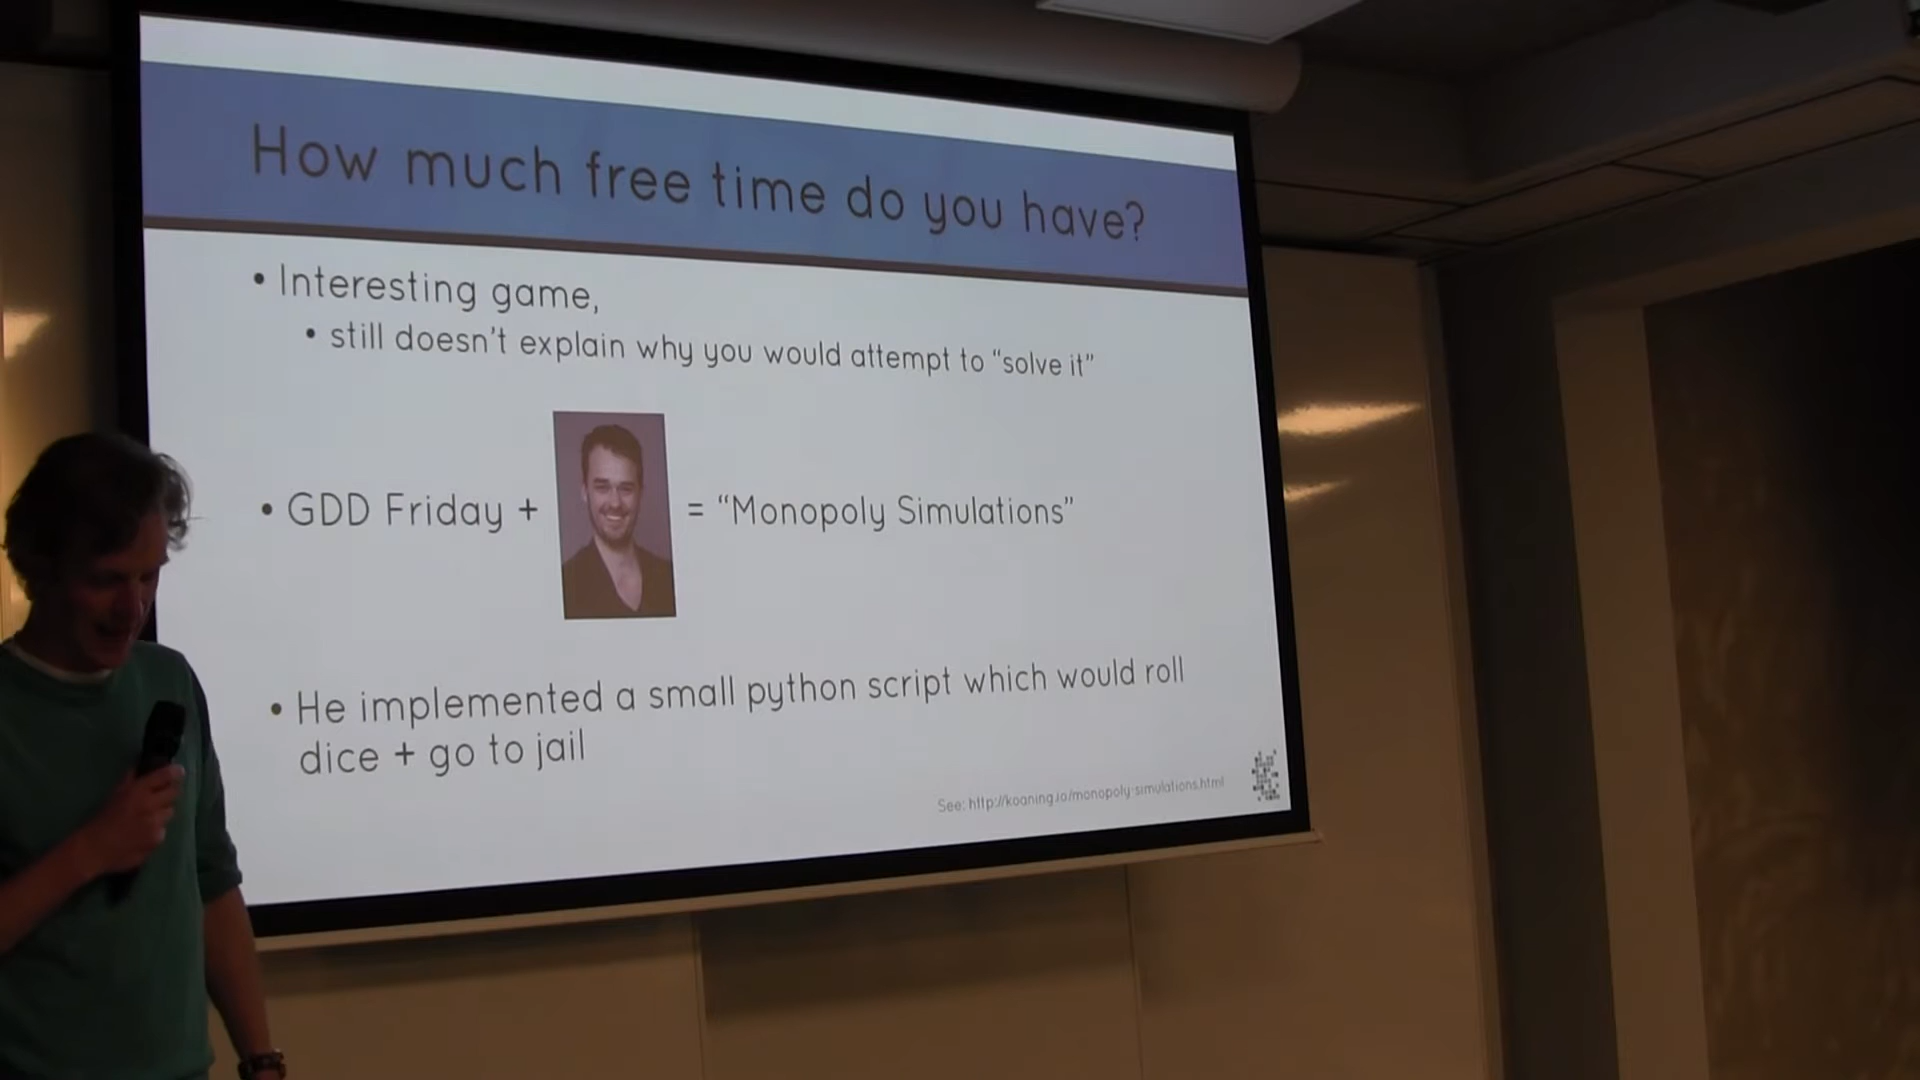 How much free time do you have?
• Interesting game,
• still doesn't explain why you would attempt to “solve it”
• GDD Friday + = “Monopoly Simulations”
• He implemented a small python script which would roll
dice + go to jail
See: http://koaning.io/monopoly-simulations.html